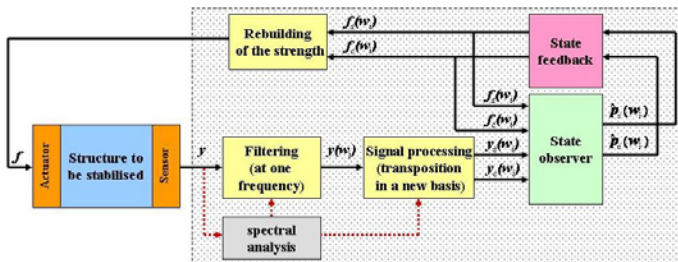 Rebuilding
of the strength
State
feedback
f
Actuator
Structure to
be stabilised
Sensor
y
Filtering
(at one
frequency)
y(wᵢ)
Signal processing
(transposition
in a new basis)
State
observer
spectral
analysis